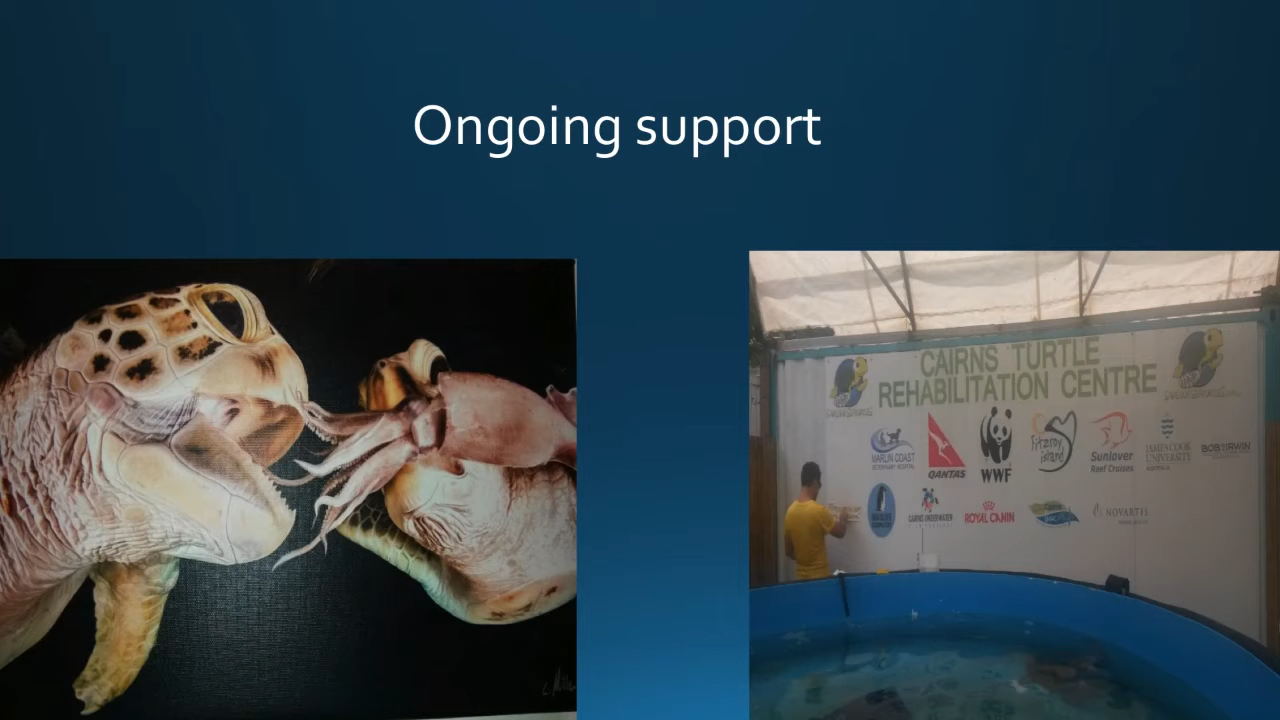 Ongoing support
CAIRNS TURTLE
REHABILITATION CENTRE
MARLIN COAST
VETERINARY HOSPITAL
QANTAS
WWF
Fitzroy
island
Sunlover
Reef Cruises
JAMES COOK
UNIVERSITY
AUSTRALIA
BOB IRWIN
CAIRNS UNDERWATER
ROYAL CANIN
NOVARTIS